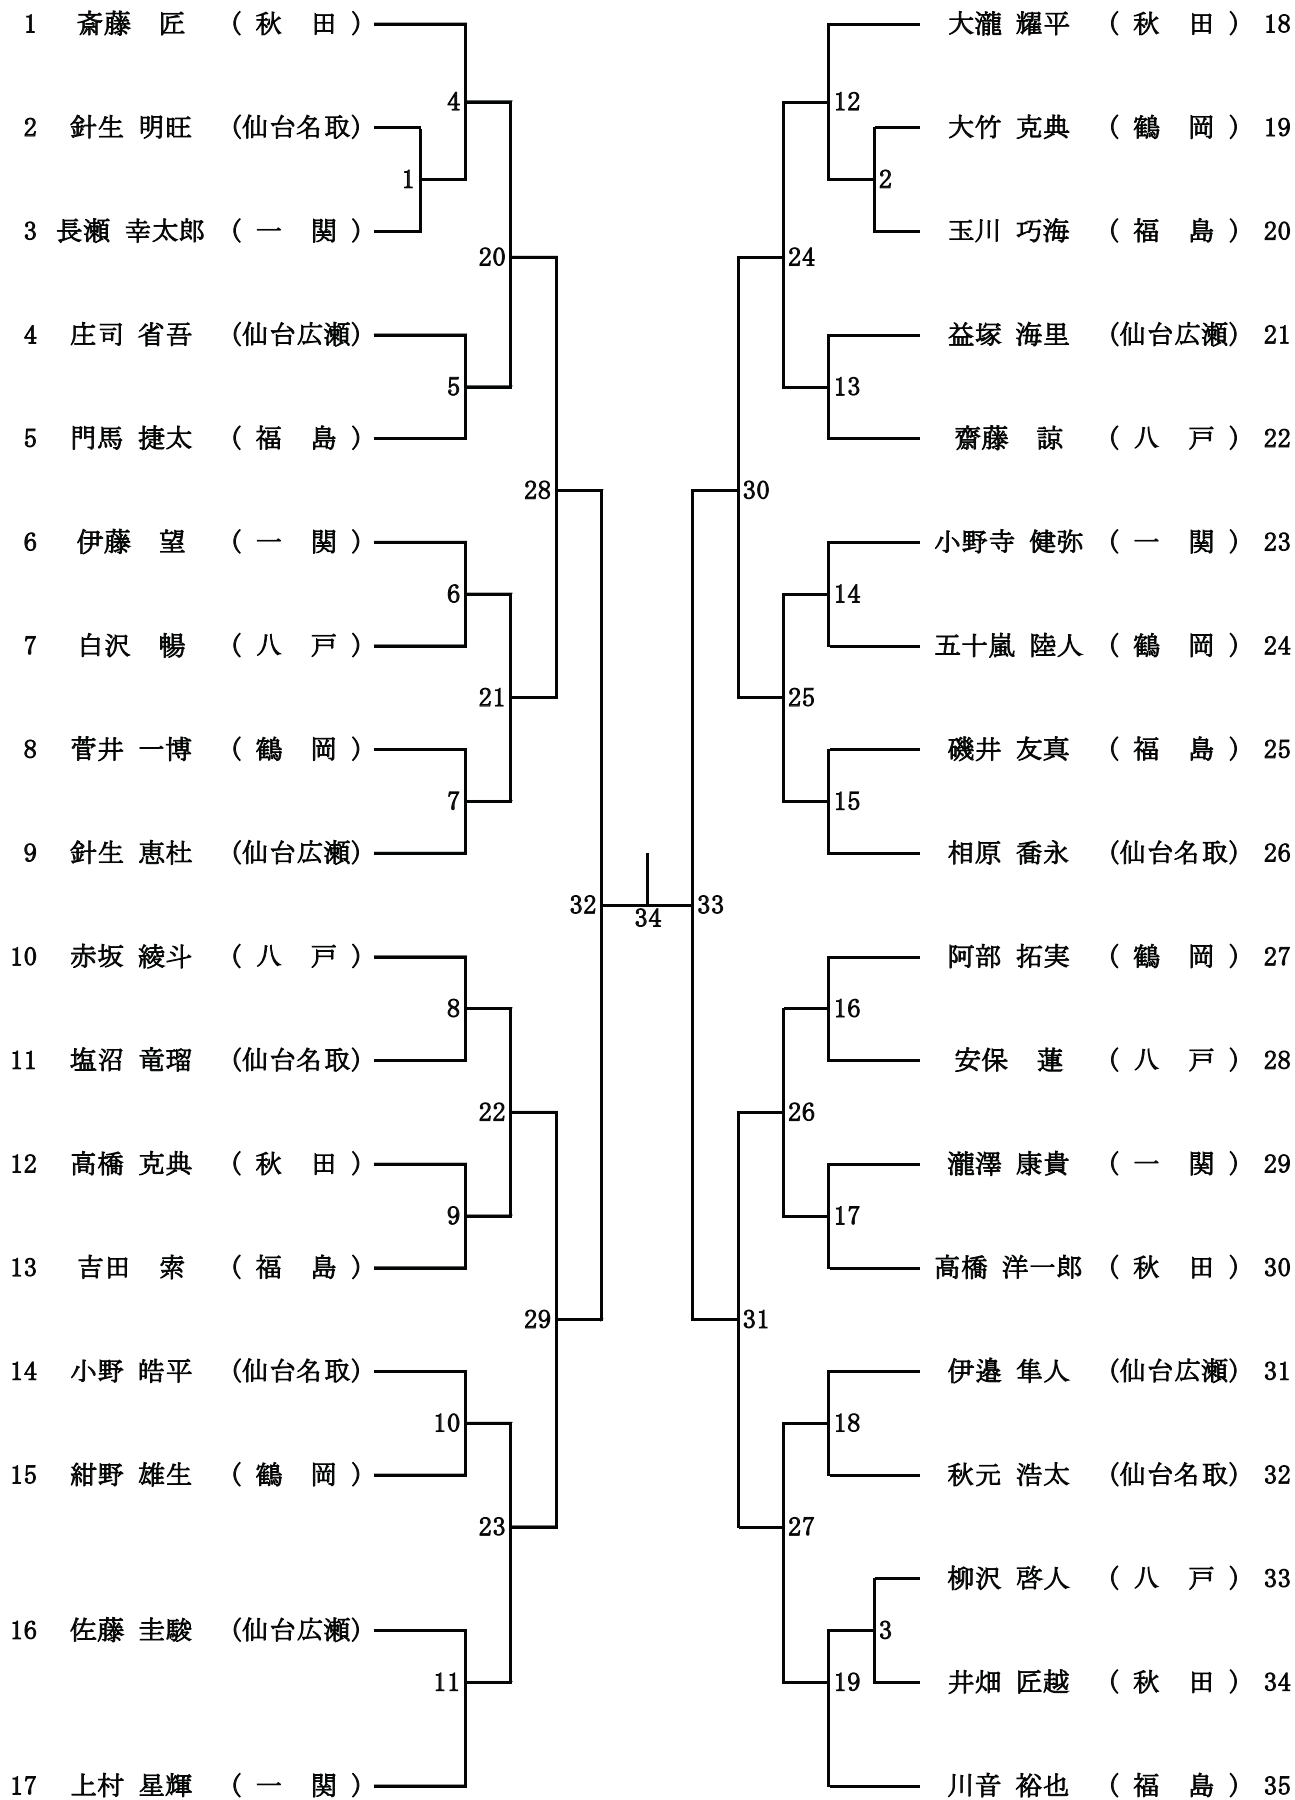 1 斎藤 匠 ( 秋 田 )
4
2 針生 明旺 (仙台名取)
1
3 長瀬 幸太郎 ( 一 関 )
20
4 庄司 省吾 (仙台広瀬)
5
5 門馬 捷太 ( 福 島 )
28
6 伊藤 望 ( 一 関 )
6
7 白沢 暢 ( 八 戸 )
21
8 菅井 一博 ( 鶴 岡 )
7
9 針生 恵杜 (仙台広瀬)
32
10 赤坂 綾斗 ( 八 戸 )
8
11 塩沼 竜瑠 (仙台名取)
22
12 高橋 克典 ( 秋 田 )
9
13 吉田 索 ( 福 島 )
29
14 小野 皓平 (仙台名取)
10
15 紺野 雄生 ( 鶴 岡 )
23
16 佐藤 圭駿 (仙台広瀬)
11
17 上村 星輝 ( 一 関 )
34
大瀧 耀平 ( 秋 田 ) 18
12
大竹 克典 ( 鶴 岡 ) 19
2
玉川 巧海 ( 福 島 ) 20
24
益塚 海里 (仙台広瀬) 21
13
齋藤 諒 ( 八 戸 ) 22
30
小野寺 健弥 ( 一 関 ) 23
14
五十嵐 陸人 ( 鶴 岡 ) 24
25
磯井 友真 ( 福 島 ) 25
15
相原 喬永 (仙台名取) 26
33
阿部 拓実 ( 鶴 岡 ) 27
16
安保 蓮 ( 八 戸 ) 28
26
瀧澤 康貴 ( 一 関 ) 29
17
高橋 洋一郎 ( 秋 田 ) 30
31
伊邉 隼人 (仙台広瀬) 31
18
秋元 浩太 (仙台名取) 32
27
柳沢 啓人 ( 八 戸 ) 33
3
井畑 匠越 ( 秋 田 ) 34
19
川音 裕也 ( 福 島 ) 35